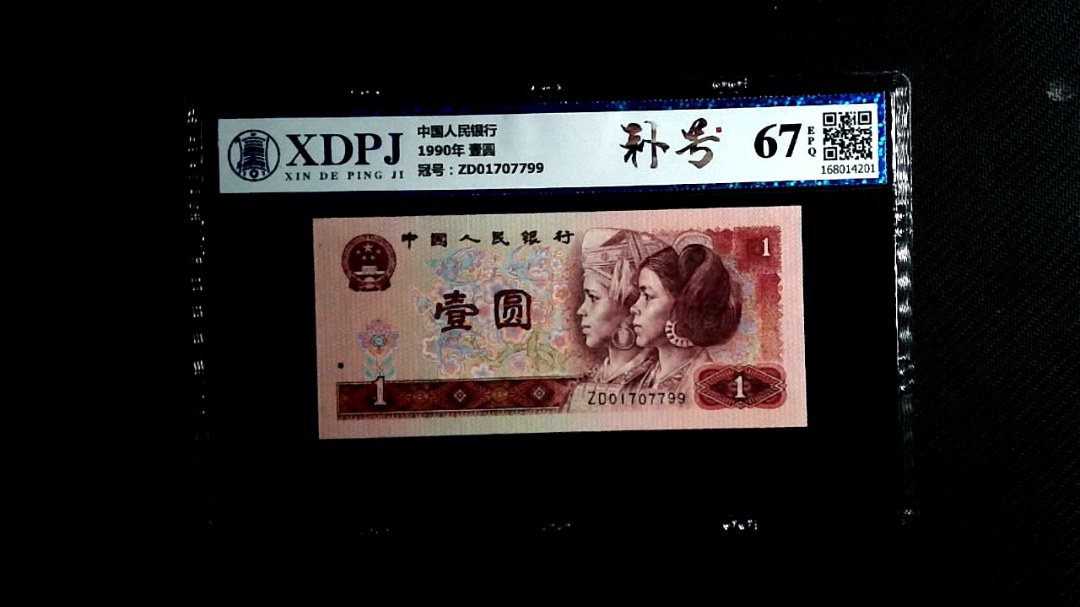 XDPJ
XIN DE PING JI
中国人民银行
1990年 壹圆
冠号：ZD01707799
补号
67
EPQ
168014201
中国人民银行
1
壹圆
1
ZD01707799
1